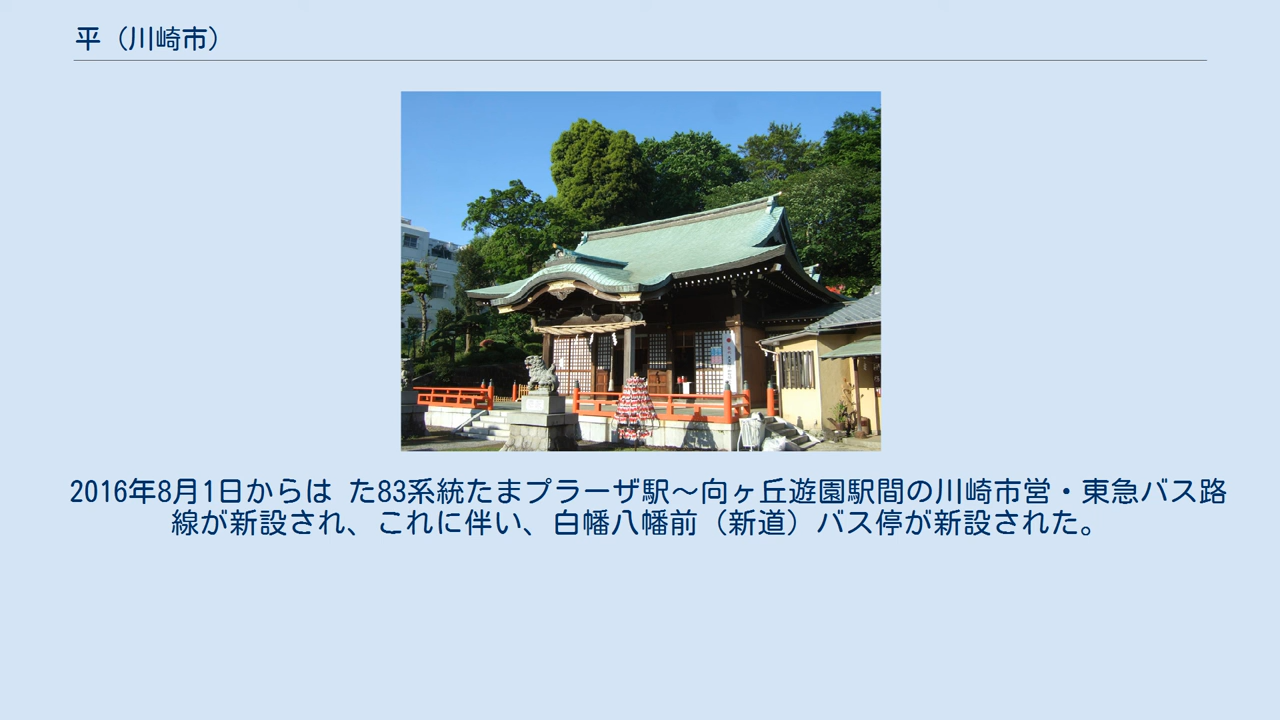 平（川崎市）
2016年8月1日からは た83系統たまプラーザ駅～向ヶ丘遊園駅間の川崎市営・東急バス路
線が新設され、これに伴い、白幡八幡前（新道）バス停が新設された。